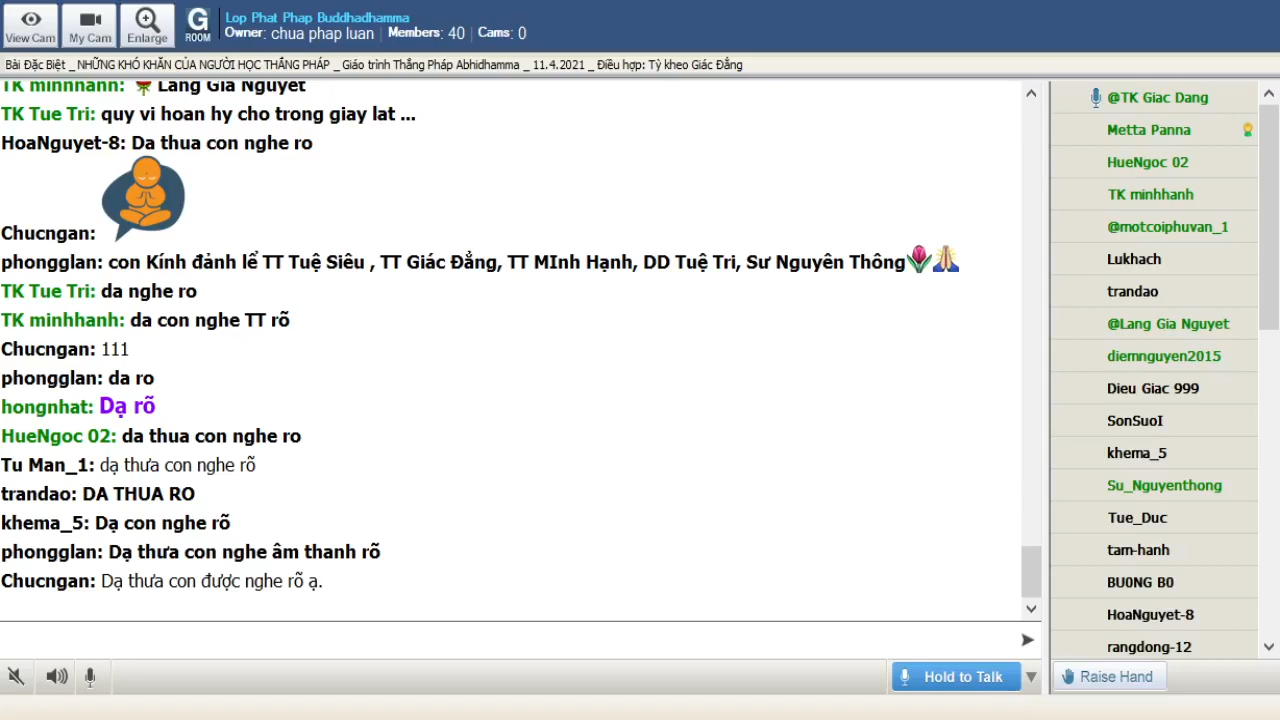 View Cam
My Cam
Enlarge
G
ROOM
Lop Phat Phap Buddhadhamma
Owner: chua phap luan | Members: 40 | Cams: 0
Bài Đặc Biệt _ NHỮNG KHÓ KHĂN CỦA NGƯỜI HỌC THẮNG PHÁP _ Giáo trình Thắng Pháp Abhidhamma _ 11.4.2021 _ Điều hợp: Tỳ kheo Giác Đẳng
TK minhhanh: Lang Gia Nguyet
TK Tue Tri: quy vi hoan hy cho trong giay lat ...
HoaNguyet-8: Da thua con nghe ro
Chucngan:
phongglan: con Kính đảnh lể TT Tuệ Siêu , TT Giác Đẳng, TT MInh Hạnh, DD Tuệ Tri, Sư Nguyên Thông
TK Tue Tri: da nghe ro
TK minhhanh: da con nghe TT rõ
Chucngan: 111
phongglan: da ro
hongnhat: Dạ rõ
HueNgoc 02: da thua con nghe ro
Tu Man_1: dạ thưa con nghe rõ
trandao: DA THUA RO
khema_5: Dạ con nghe rõ
phongglan: Dạ thưa con nghe âm thanh rõ
Chucngan: Dạ thưa con được nghe rõ ạ.
@TK Giac Dang
Metta Panna
HueNgoc 02
TK minhhanh
@motcoiphuvan_1
Lukhach
trandao
@Lang Gia Nguyet
diemnguyen2015
Dieu Giac 999
SonSuoI
khema_5
Su_Nguyenthong
Tue_Duc
tam-hanh
BU0NG B0
HoaNguyet-8
rangdong-12
Hold to Talk
Raise Hand